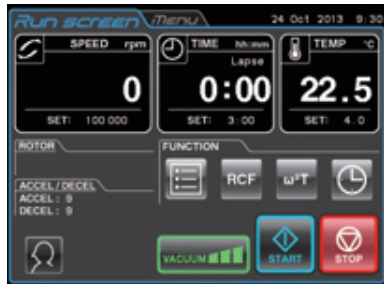 Run screen Menu 24 Oct 2013 9:30
SPEED rpm
0
SET: 100 000
TIME hh:mm
Lapse
0:00
SET: 3:00
TEMP °C
22.5
SET: 4.0
ROTOR
ACCEL / DECEL
ACCEL : 9
DECEL : 9
FUNCTION
RCF
ω²T
VACUUM
START
STOP